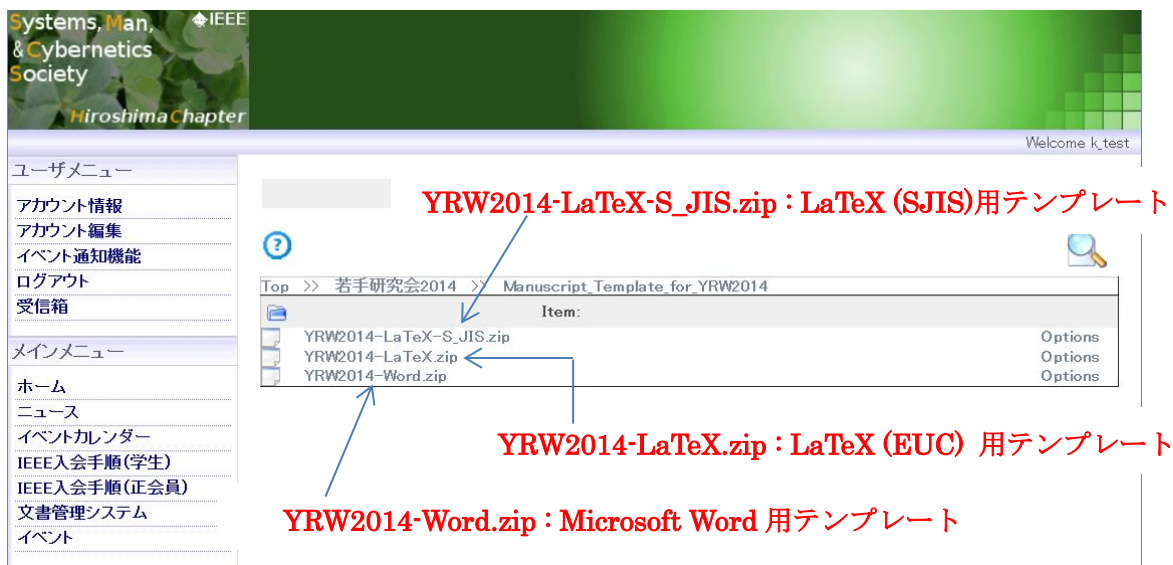 Systems, Man,
IEEE
& Cybernetics
Society
Hiroshima Chapter
Welcome k_test
ユーザメニュー
アカウント情報
アカウント編集
イベント通知機能
ログアウト
受信箱
メインメニュー
ホーム
ニュース
イベントカレンダー
IEEE入会手順(学生)
IEEE入会手順(正会員)
文書管理システム
イベント
YRW2014-LaTeX-S_JIS.zip : LaTeX (SJIS)用テンプレート
?
Top >> 若手研究会2014 >> Manuscript_Template_for_YRW2014
Item:
YRW2014-LaTeX-S_JIS.zip Options
YRW2014-LaTeX.zip Options
YRW2014-Word.zip Options
YRW2014-LaTeX.zip : LaTeX (EUC) 用テンプレート
YRW2014-Word.zip : Microsoft Word 用テンプレート